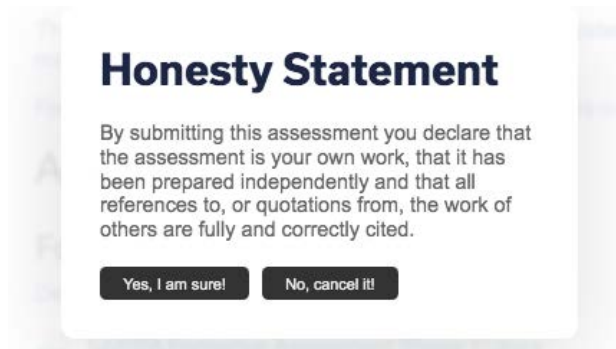 Honesty Statement
By submitting this assessment you declare that
the assessment is your own work, that it has
been prepared independently and that all
references to, or quotations from, the work of
others are fully and correctly cited.
Yes, I am sure! No, cancel it!